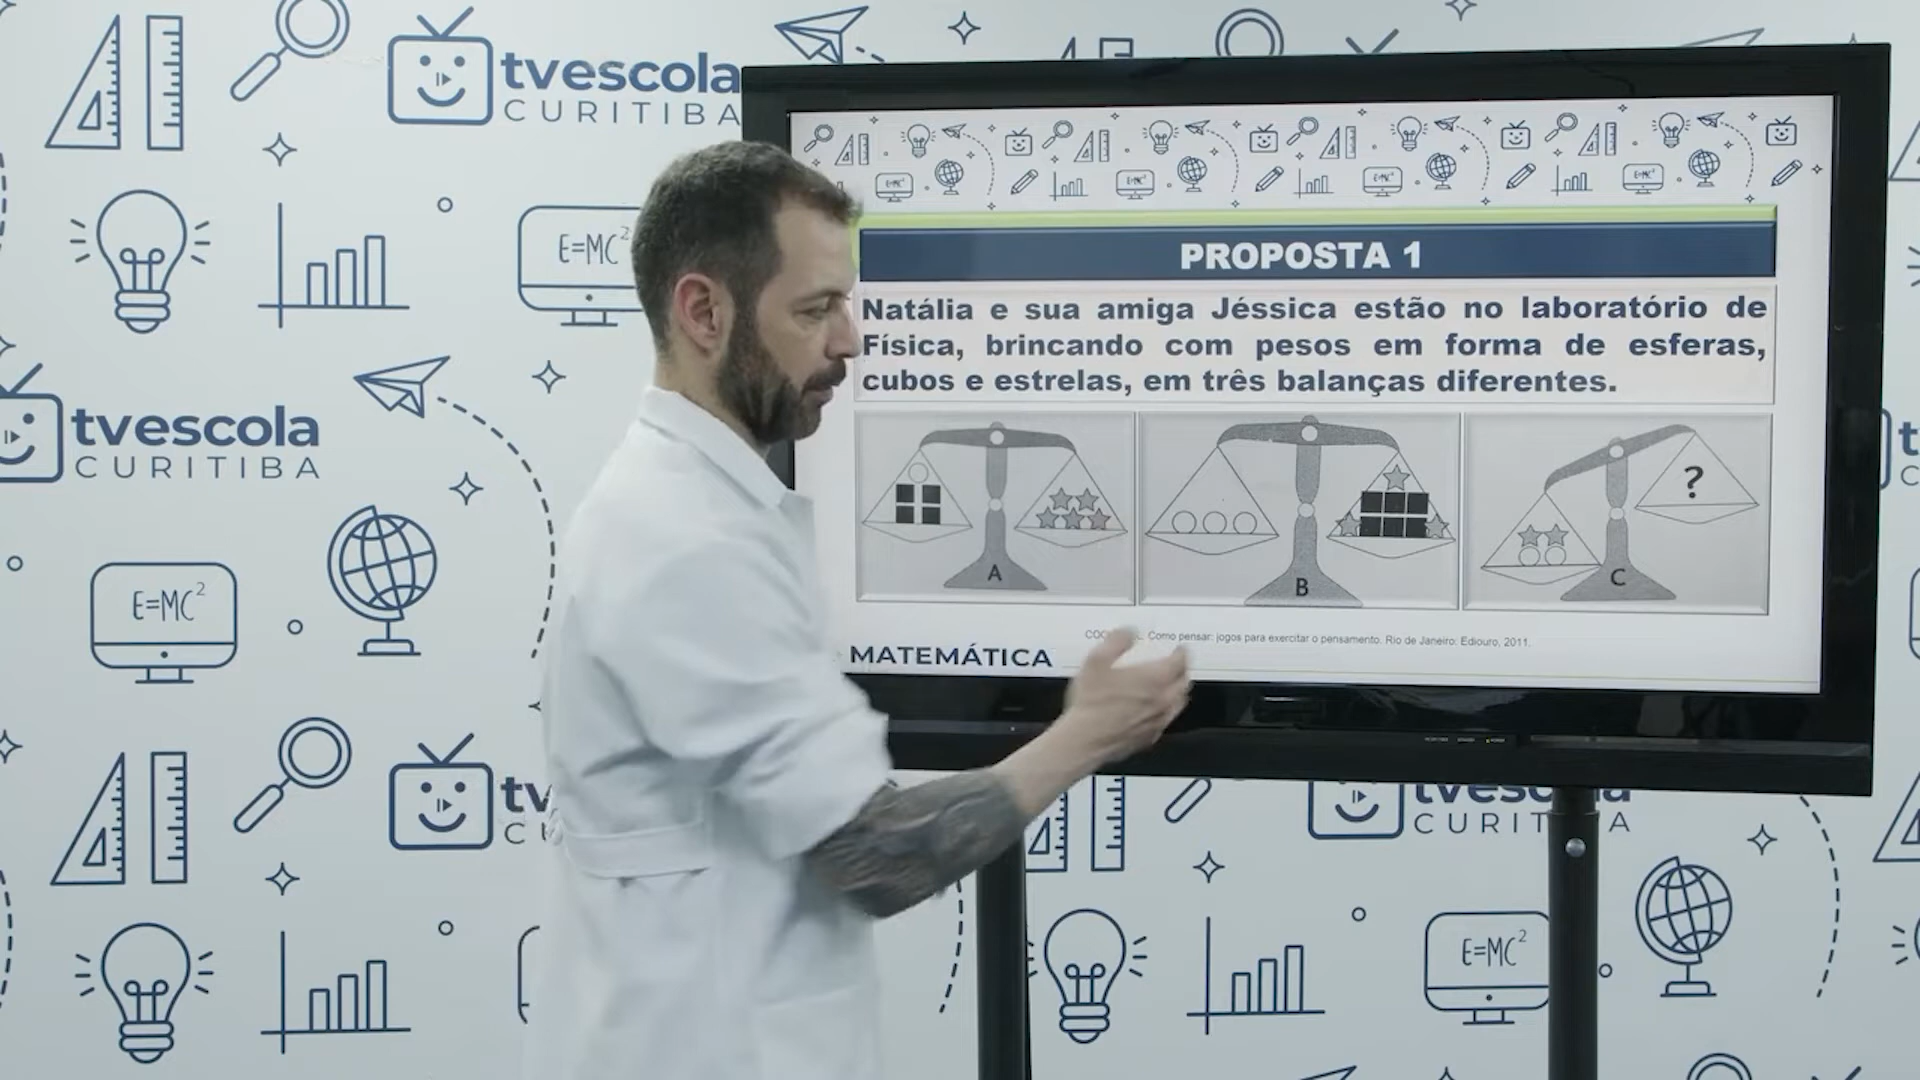 tvescola
CURITIBA
E=MC²
tvescola
CURITIBA
E=MC²
PROPOSTA 1
Natália e sua amiga Jéssica estão no laboratório de
Física, brincando com pesos em forma de esferas,
cubos e estrelas, em três balanças diferentes.
?
A
B
C
Como pensar: jogos para exercitar o pensamento. Rio de Janeiro: Ediouro, 2011.
MATEMÁTICA
tv
tvescola
CURITIBA
E=MC²